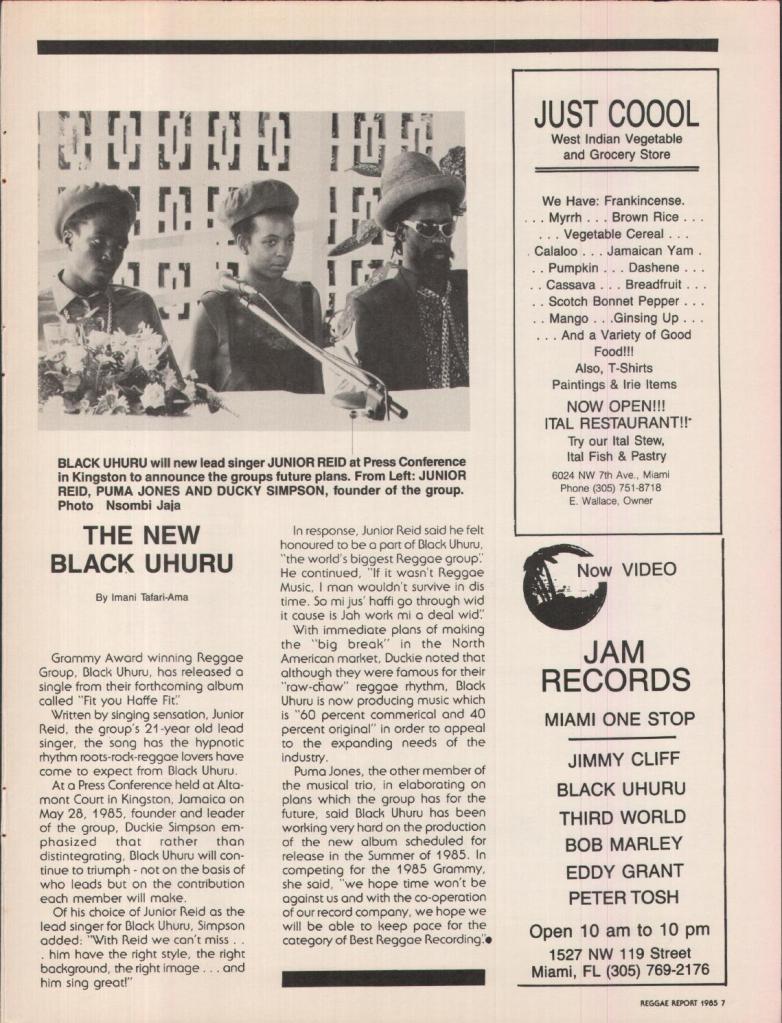 BLACK UHURU will new lead singer JUNIOR REID at Press Conference
in Kingston to announce the groups future plans. From Left: JUNIOR
REID, PUMA JONES AND DUCKY SIMPSON, founder of the group.
Photo Nsombi Jaja
THE NEW
BLACK UHURU
By Imani Tafari-Ama
Grammy Award winning Reggae
Group, Black Uhuru, has released a
single from their forthcoming album
called "Fit you Haffe Fit."
Written by singing sensation, Junior
Reid, the group's 21-year old lead
singer, the song has the hypnotic
rhythm roots-rock-reggae lovers have
come to expect from Black Uhuru.
At a Press Conference held at Alta-
mont Court in Kingston, Jamaica on
May 28, 1985, founder and leader
of the group, Duckie Simpson em-
phasized that rather than
distintegrating, Black Uhuru will con-
tinue to triumph - not on the basis of
who leads but on the contribution
each member will make.
Of his choice of Junior Reid as the
lead singer for Black Uhuru, Simpson
added: "With Reid we can't miss . .
. him have the right style, the right
background, the right image . . . and
him sing great!"
In response, Junior Reid said he felt
honoured to be a part of Black Uhuru,
"the world's biggest Reggae group."
He continued, "If it wasn't Reggae
Music, I man wouldn't survive in dis
time. So mi jus' haffi go through wid
it cause is Jah work mi a deal wid."
With immediate plans of making
the "big break" in the North
American market, Duckie noted that
although they were famous for their
"raw-chaw" reggae rhythm, Black
Uhuru is now producing music which
is "60 percent commerical and 40
percent original" in order to appeal
to the expanding needs of the
industry.
Puma Jones, the other member of
the musical trio, in elaborating on
plans which the group has for the
future, said Black Uhuru has been
working very hard on the production
of the new album scheduled for
release in the Summer of 1985. In
competing for the 1985 Grammy,
she said, "we hope time won't be
against us and with the co-operation
of our record company, we hope we
will be able to keep pace for the
category of Best Reggae Recording."●
JUST COOOL
West Indian Vegetable
and Grocery Store
We Have: Frankincense.
. . . Myrrh . . . Brown Rice . . .
. . . Vegetable Cereal . . .
. Calaloo . . . Jamaican Yam .
. . Pumpkin . . . Dashene . . .
. . Cassava . . . Breadfruit . . .
. . Scotch Bonnet Pepper . . .
. . Mango . . .Ginsing Up . . .
. . . And a Variety of Good
Food!!!
Also, T-Shirts
Paintings & Irie Items
NOW OPEN!!!
ITAL RESTAURANT!!
Try our Ital Stew,
Ital Fish & Pastry
6024 NW 7th Ave., Miami
Phone (305) 751-8718
E. Wallace, Owner
Now VIDEO
JAM
RECORDS
MIAMI ONE STOP
JIMMY CLIFF
BLACK UHURU
THIRD WORLD
BOB MARLEY
EDDY GRANT
PETER TOSH
Open 10 am to 10 pm
1527 NW 119 Street
Miami, FL (305) 769-2176
REGGAE REPORT 1985 7